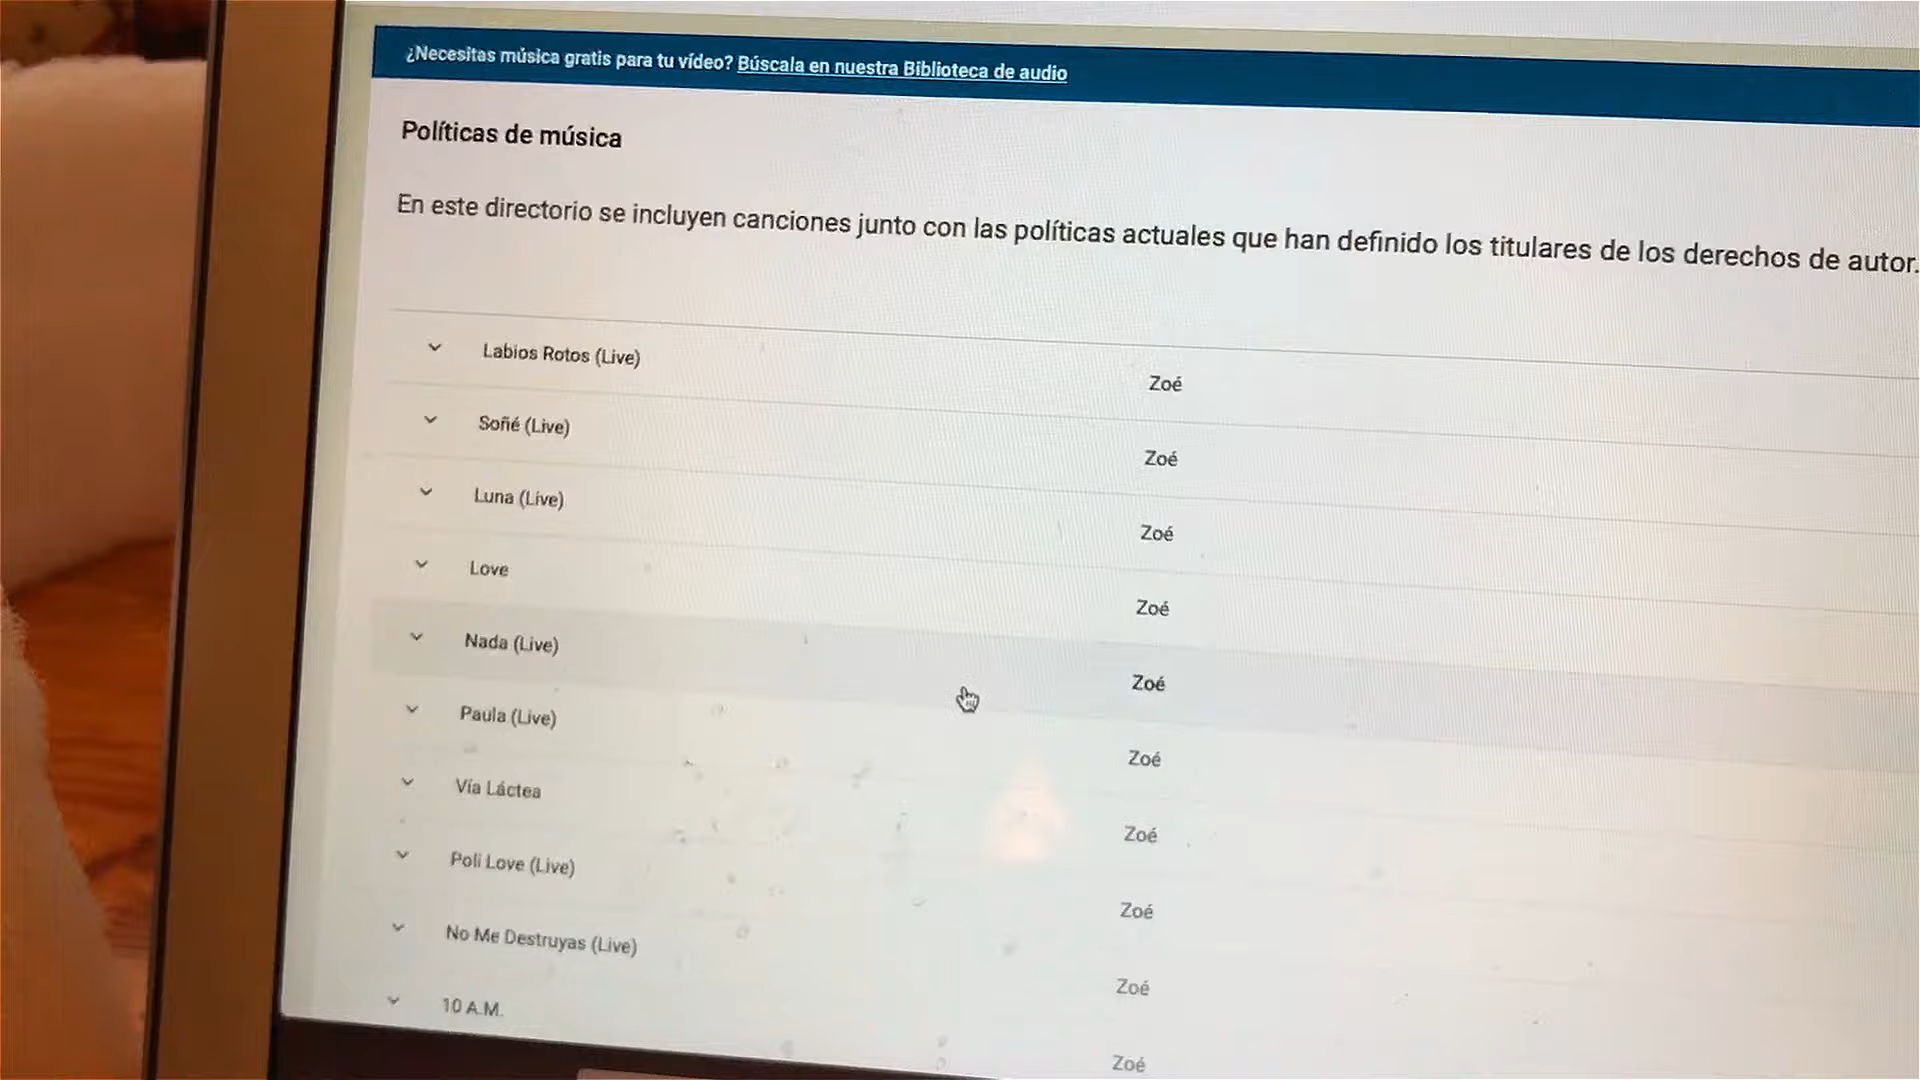 ¿Necesitas música gratis para tu vídeo? Búscala en nuestra Biblioteca de audio
Políticas de música
En este directorio se incluyen canciones junto con las políticas actuales que han definido los titulares de los derechos de autor.
Labios Rotos (Live) Zoé
Soñé (Live) Zoé
Luna (Live) Zoé
Love Zoé
Nada (Live) Zoé
Paula (Live) Zoé
Vía Láctea Zoé
Poli Love (Live) Zoé
No Me Destruyas (Live) Zoé
10 A.M. Zoé